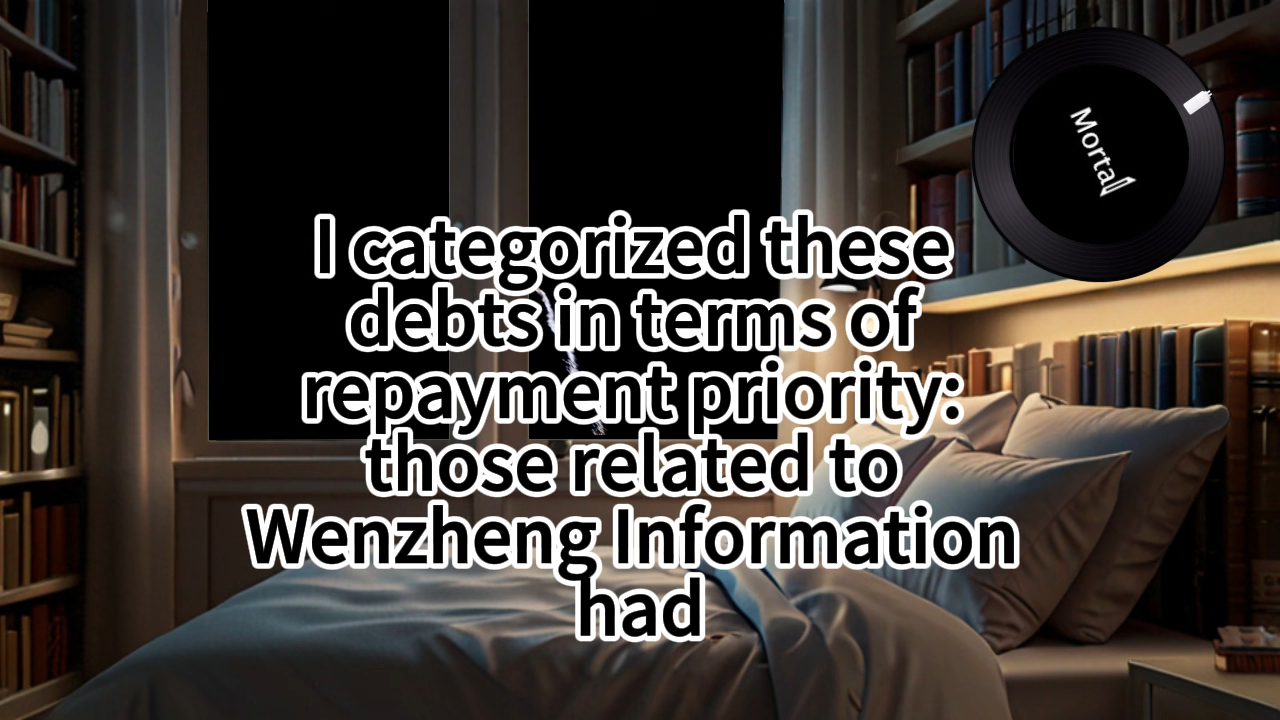 Mortal
I categorized these
debts in terms of
repayment priority:
those related to
Wenzheng Information
had